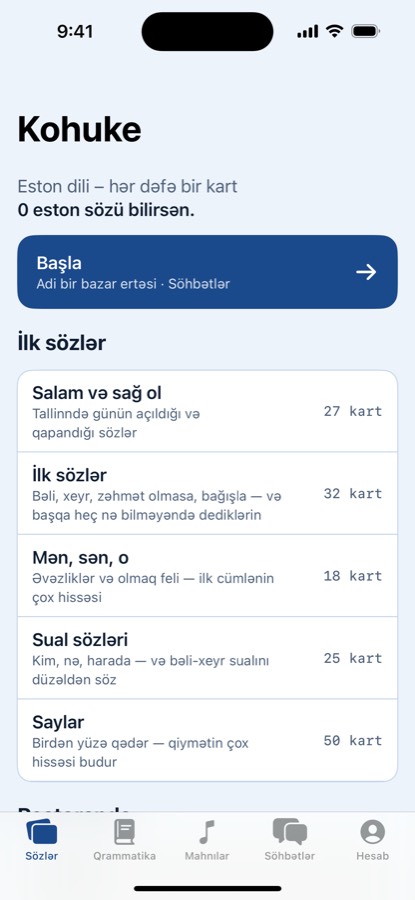 9:41
Kohuke
Eston dili – hər dəfə bir kart
0 eston sözü bilirsən.
Başla
Adi bir bazar ertəsi · Söhbətlər
İlk sözlər
Salam və sağ ol
Tallinndə günün açıldığı və
qapandığı sözlər
27 kart
İlk sözlər
Bəli, xeyr, zəhmət olmasa, bağışla — və
başqa heç nə bilməyəndə dediklərin
32 kart
Mən, sən, o
Əvəzliklər və olmaq feli — ilk cümlənin
çox hissəsi
18 kart
Sual sözləri
Kim, nə, harada — və bəli-xeyr sualını
düzəldən söz
25 kart
Saylar
Birdən yüzə qədər — qiymətin çox
hissəsi budur
50 kart
Sözlər
Qrammatika
Mahnılar
Söhbətlər
Hesab